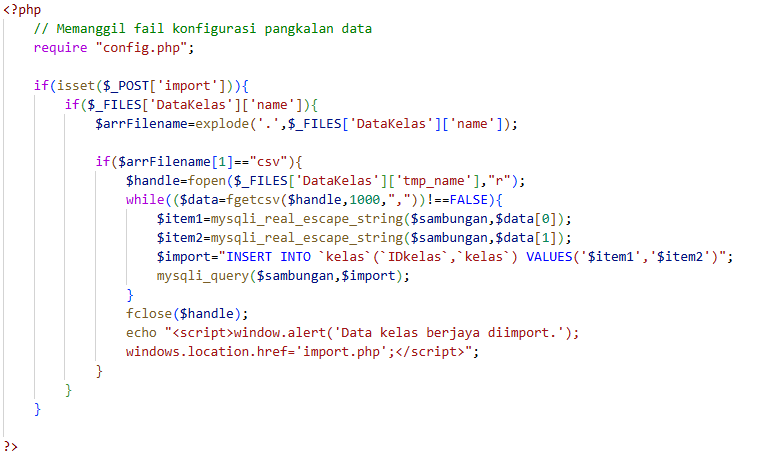 <?php
    // Memanggil fail konfigurasi pangkalan data
    require "config.php";

    if(isset($_POST['import'])){
        if($_FILES['DataKelas']['name']){
            $arrFilename=explode('.',$_FILES['DataKelas']['name']);

            if($arrFilename[1]=="csv"){
                $handle=fopen($_FILES['DataKelas']['tmp_name'],"r");
                while(($data=fgetcsv($handle,1000,","))!==FALSE){
                    $item1=mysqli_real_escape_string($sambungan,$data[0]);
                    $item2=mysqli_real_escape_string($sambungan,$data[1]);
                    $import="INSERT INTO `kelas`(`IDkelas`,`kelas`) VALUES('$item1','$item2')";
                    mysqli_query($sambungan,$import);
                }
                fclose($handle);
                echo "<script>window.alert('Data kelas berjaya diimport.');
                windows.location.href='import.php';</script>";
            }
        }
    }

?>